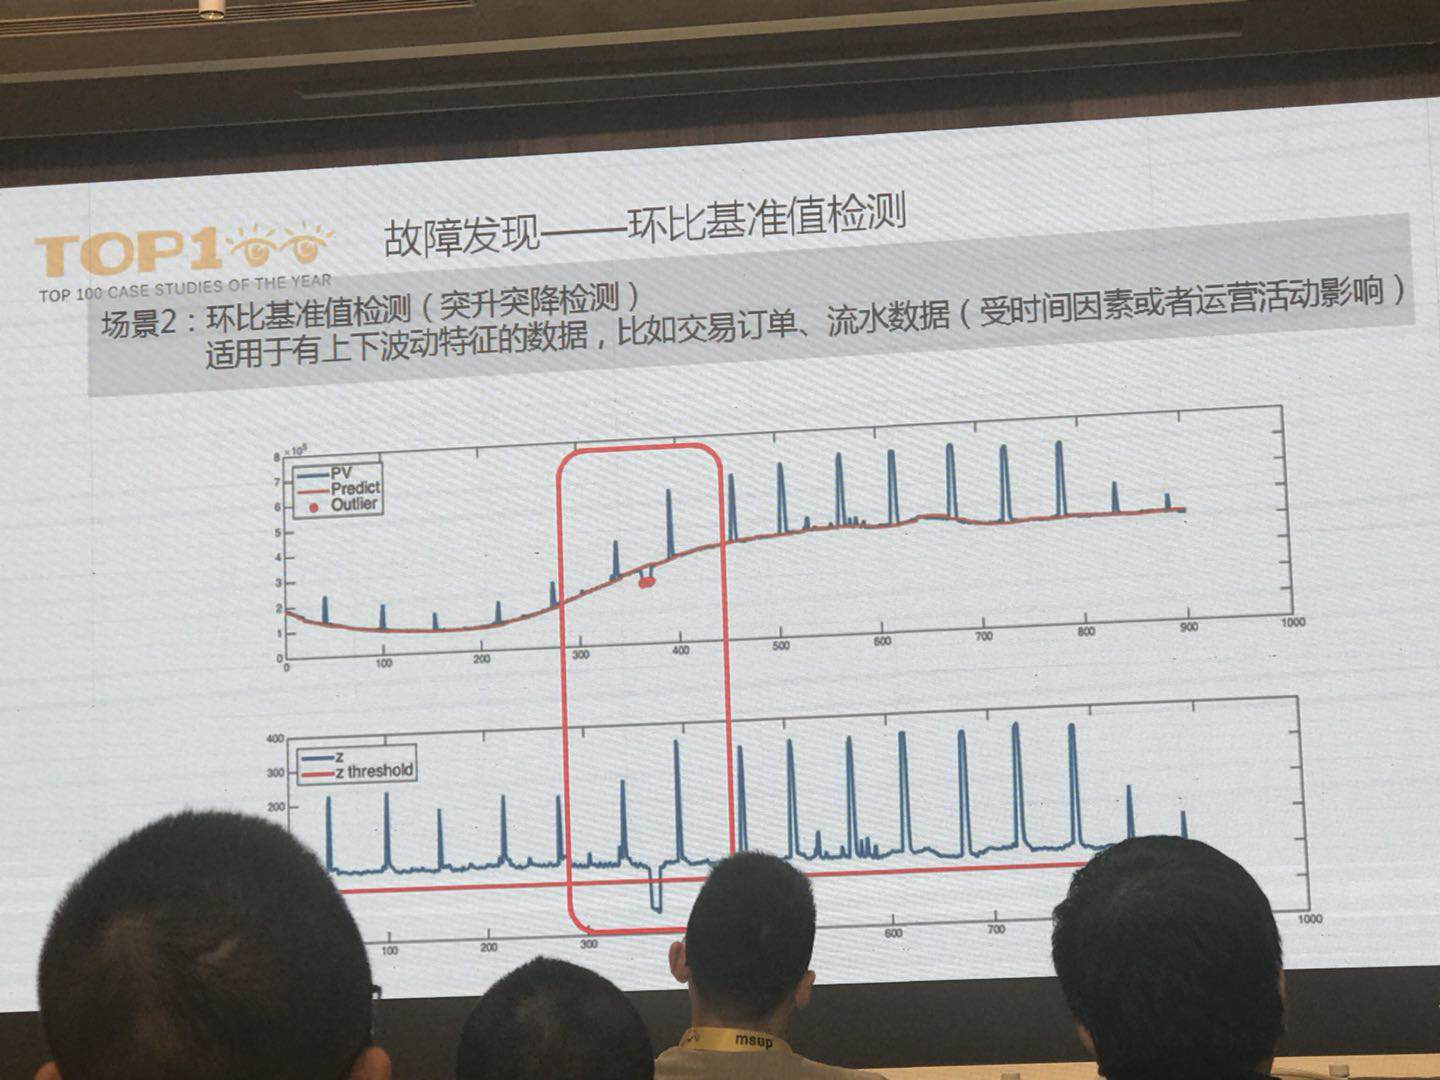 TOP100
TOP 100 CASE STUDIES OF THE YEAR
故障发现——环比基准值检测
场景2：环比基准值检测（突升突降检测）
适用于有上下波动特征的数据，比如交易订单、流水数据（受时间因素或者运营活动影响）
8 ×10⁵
7
6
5
4
3
2
1
0
PV
Predict
Outlier
0 100 200 300 400 500 600 700 800 900 1000
400
300
200
z
z threshold
100 200 300 600 700 1000
msup